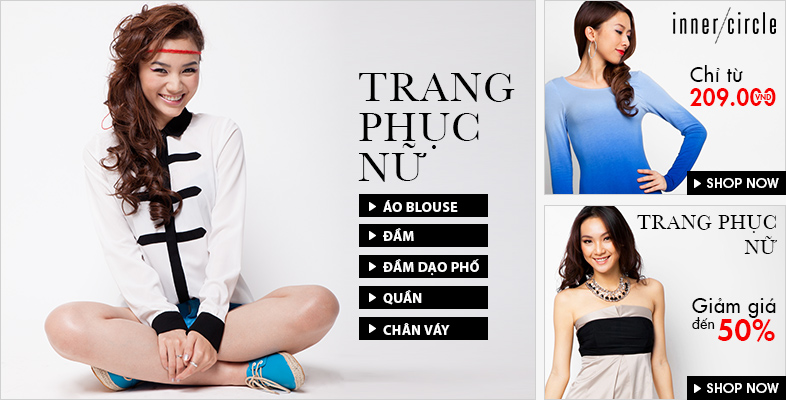 TRANG
PHỤC
NỮ
ÁO BLOUSE
ĐẦM
ĐẦM DẠO PHỐ
QUẦN
CHÂN VÁY
inner/circle
Chỉ từ
209.000 VND
SHOP NOW
TRANG PHỤC
NỮ
Giảm giá
đến 50%
SHOP NOW